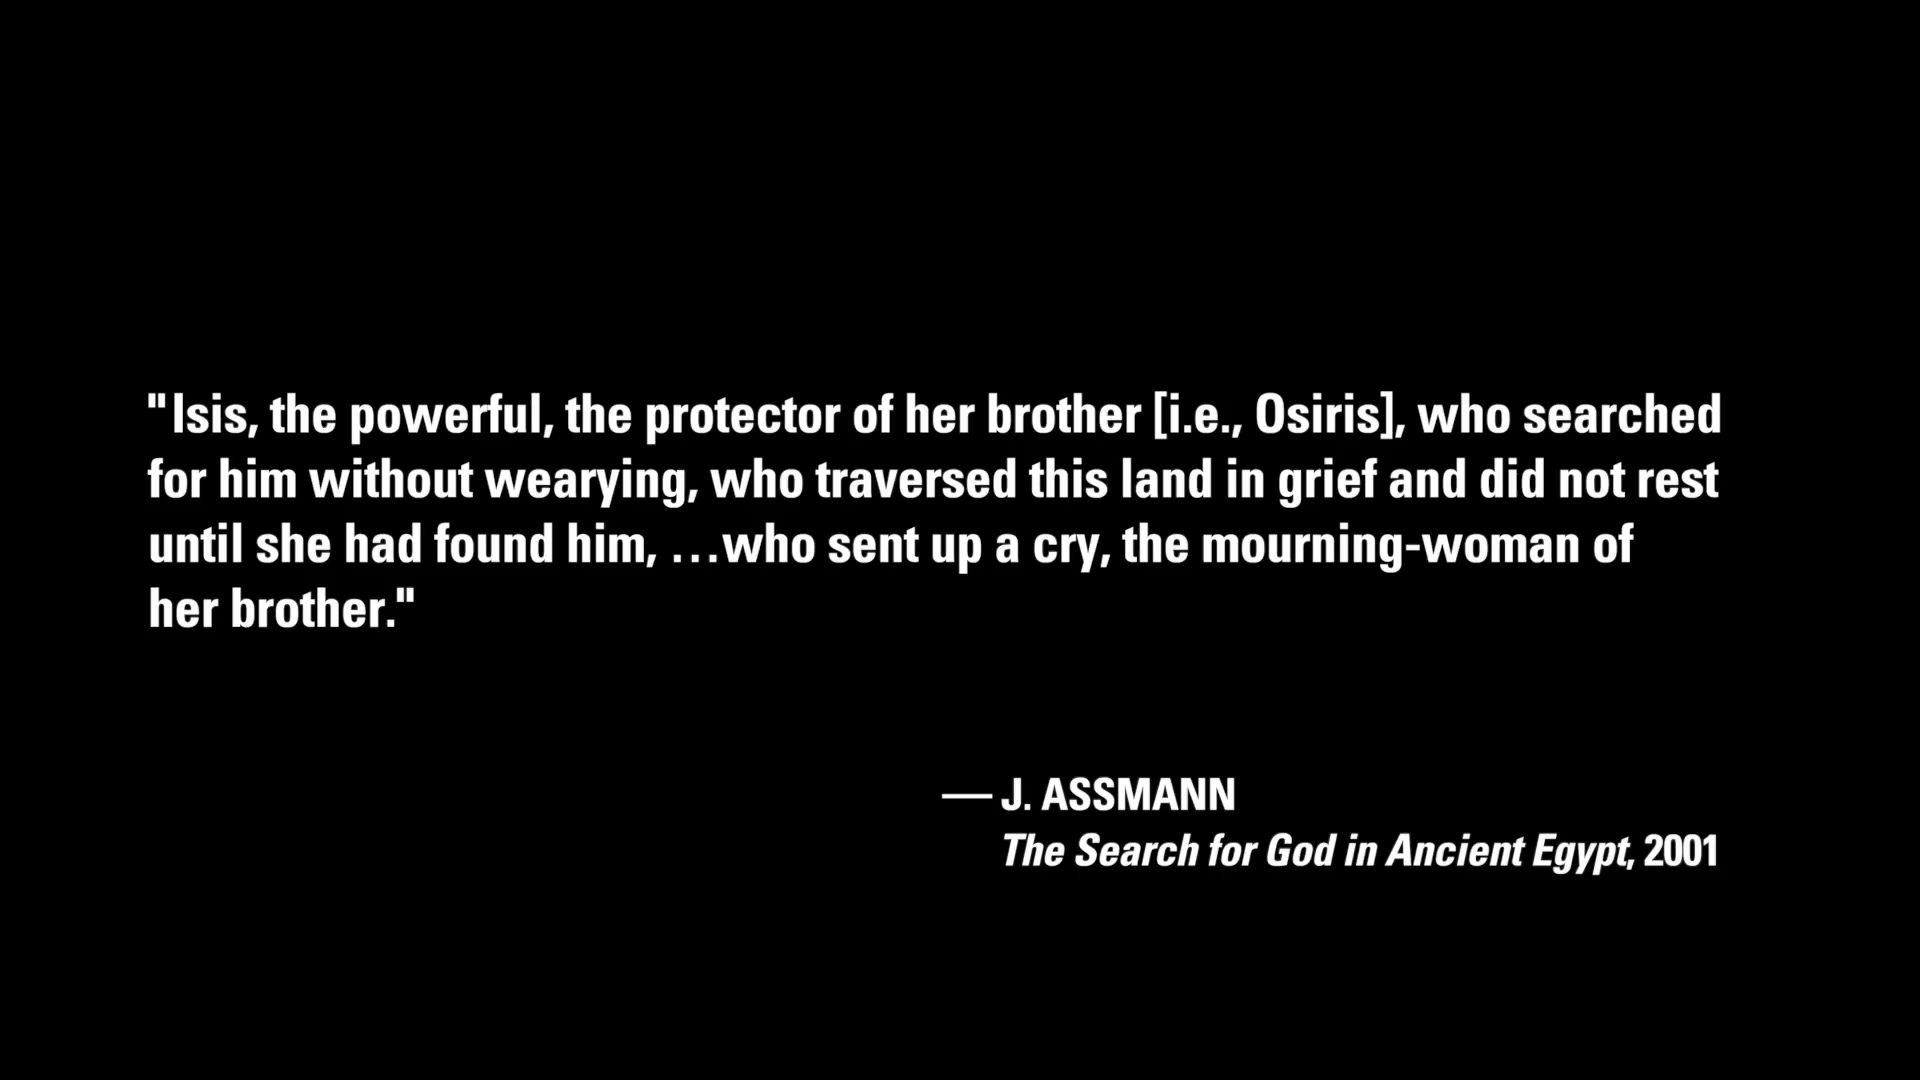 "Isis, the powerful, the protector of her brother [i.e., Osiris], who searched
for him without wearying, who traversed this land in grief and did not rest
until she had found him, …who sent up a cry, the mourning-woman of
her brother."
— J. ASSMANN
The Search for God in Ancient Egypt, 2001